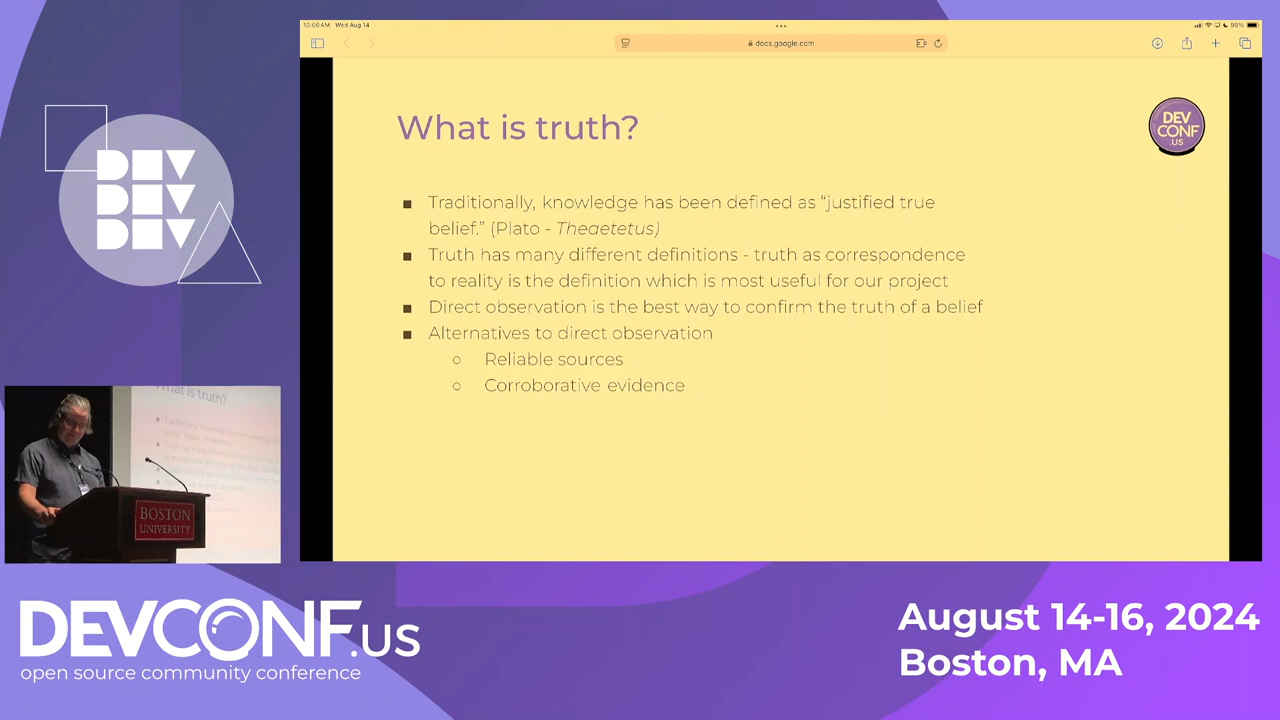 10:09 AM Wed Aug 14
96%
docs.google.com
What is truth?
DEV
CONF
.US
■ Traditionally, knowledge has been defined as “justified true
belief.” (Plato - Theaetetus)
■ Truth has many different definitions - truth as correspondence
to reality is the definition which is most useful for our project
■ Direct observation is the best way to confirm the truth of a belief
■ Alternatives to direct observation
○ Reliable sources
○ Corroborative evidence
DEV
DEV
DEV
What is truth?
BOSTON
UNIVERSITY
DEVCONF.us
open source community conference
August 14-16, 2024
Boston, MA